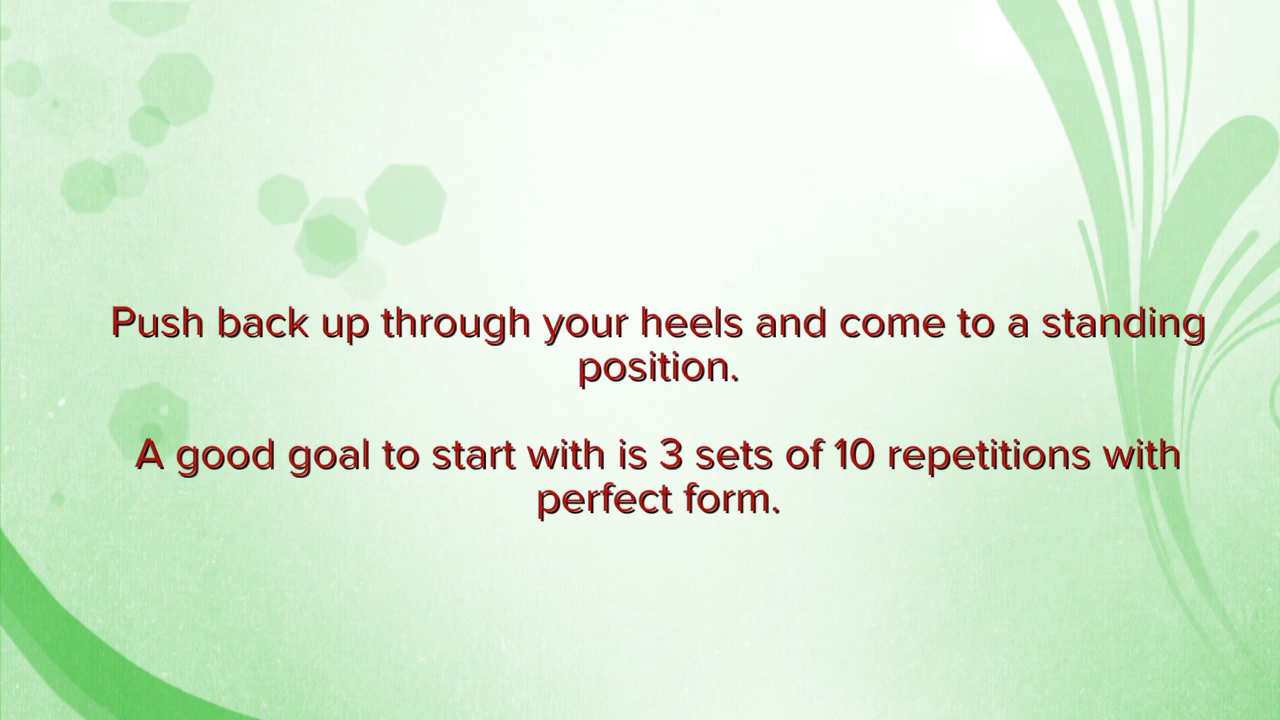 Push back up through your heels and come to a standing
position.
A good goal to start with is 3 sets of 10 repetitions with
perfect form.